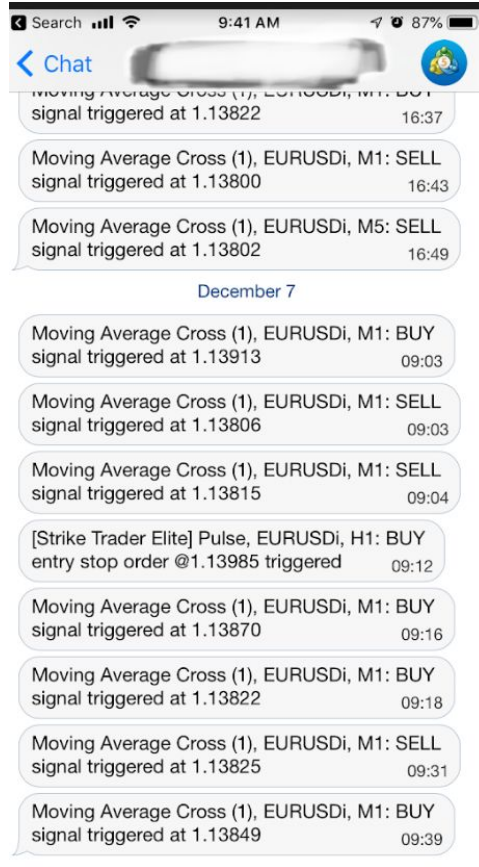 Search 9:41 AM 87%
Chat
Moving Average Cross (1), EURUSDi, M1: BUY
signal triggered at 1.13822
16:37
Moving Average Cross (1), EURUSDi, M1: SELL
signal triggered at 1.13800
16:43
Moving Average Cross (1), EURUSDi, M5: SELL
signal triggered at 1.13802
16:49
December 7
Moving Average Cross (1), EURUSDi, M1: BUY
signal triggered at 1.13913
09:03
Moving Average Cross (1), EURUSDi, M1: SELL
signal triggered at 1.13806
09:03
Moving Average Cross (1), EURUSDi, M1: SELL
signal triggered at 1.13815
09:04
[Strike Trader Elite] Pulse, EURUSDi, H1: BUY
entry stop order @1.13985 triggered
09:12
Moving Average Cross (1), EURUSDi, M1: BUY
signal triggered at 1.13870
09:16
Moving Average Cross (1), EURUSDi, M1: BUY
signal triggered at 1.13822
09:18
Moving Average Cross (1), EURUSDi, M1: SELL
signal triggered at 1.13825
09:31
Moving Average Cross (1), EURUSDi, M1: BUY
signal triggered at 1.13849
09:39